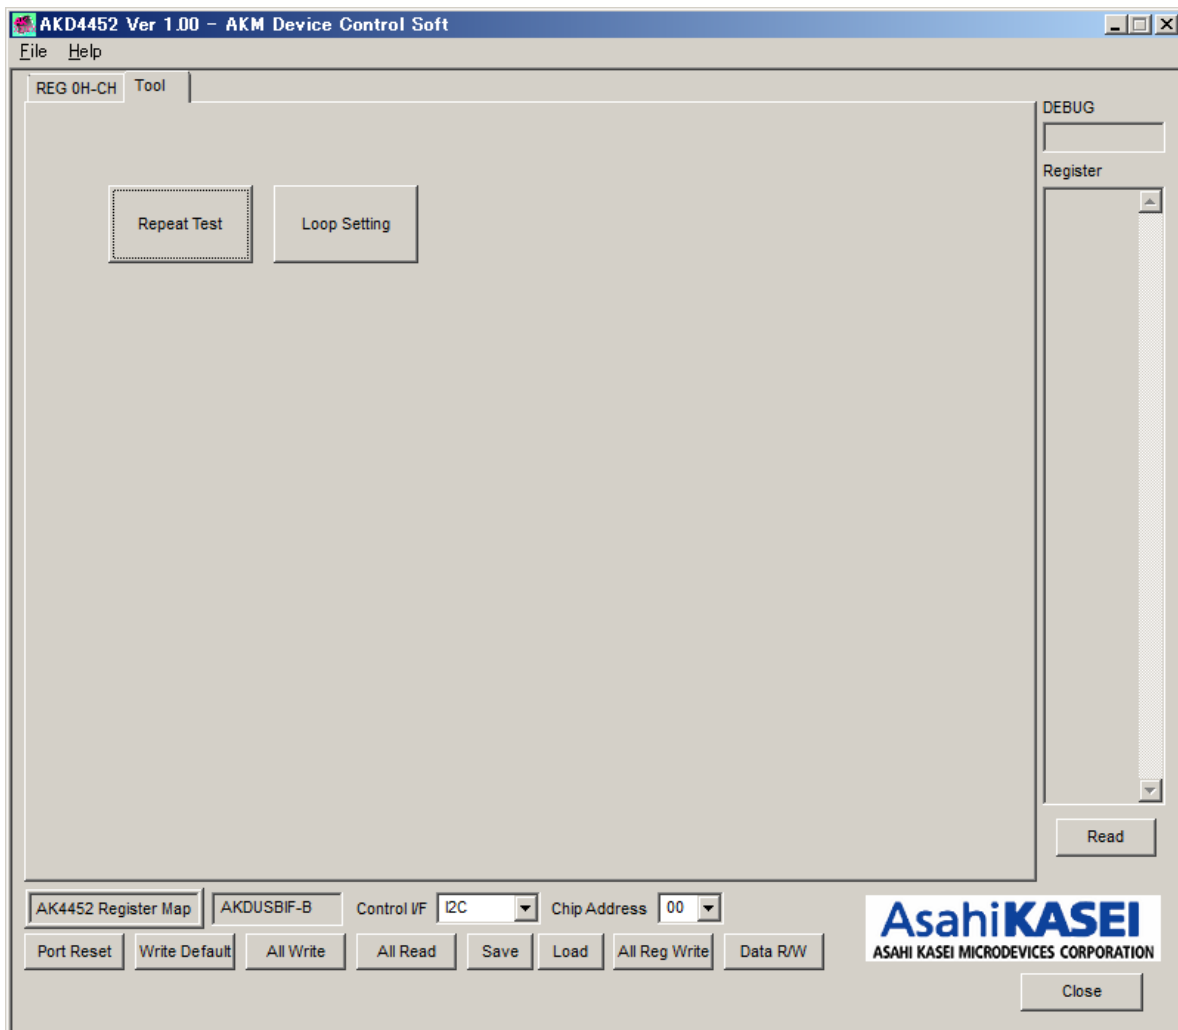 AKD4452 Ver 1.00 - AKM Device Control Soft
File Help
REG 0H-CH Tool
DEBUG
Register
Repeat Test Loop Setting
Read
AK4452 Register Map AKDUSBIF-B Control I/F I2C Chip Address 00
Port Reset Write Default All Write All Read Save Load All Reg Write Data R/W
AsahiKASEI
ASAHI KASEI MICRODEVICES CORPORATION
Close